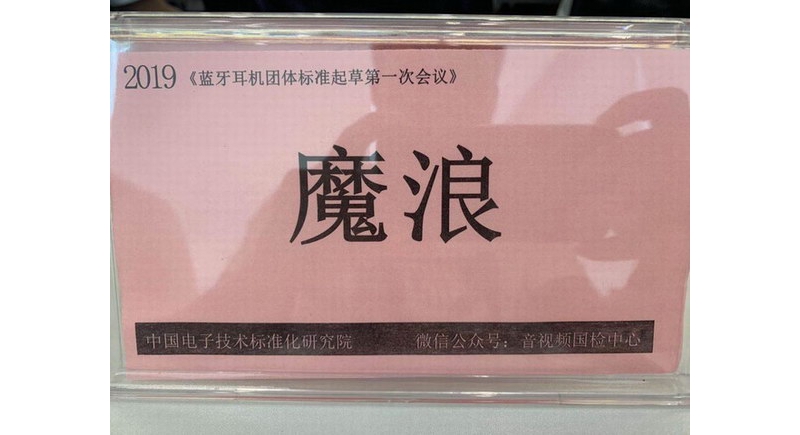 2019《蓝牙耳机团体标准起草第一次会议》
魔浪
中国电子技术标准化研究院 微信公众号：音视频国检中心